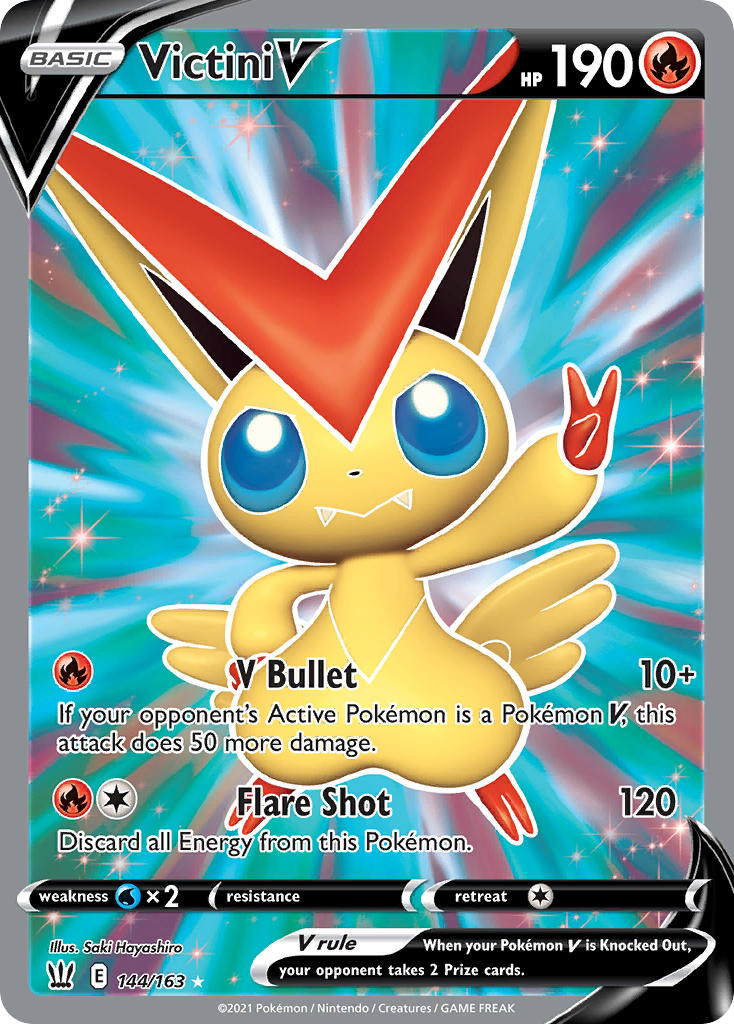 BASIC Victini V HP 190
V Bullet 10+
If your opponent's Active Pokémon is a Pokémon V, this
attack does 50 more damage.
Flare Shot 120
Discard all Energy from this Pokémon.
weakness ×2 resistance retreat
Illus. Saki Hayashiro
V rule When your Pokémon V is Knocked Out,
your opponent takes 2 Prize cards.
E 144/163
©2021 Pokémon / Nintendo / Creatures / GAME FREAK